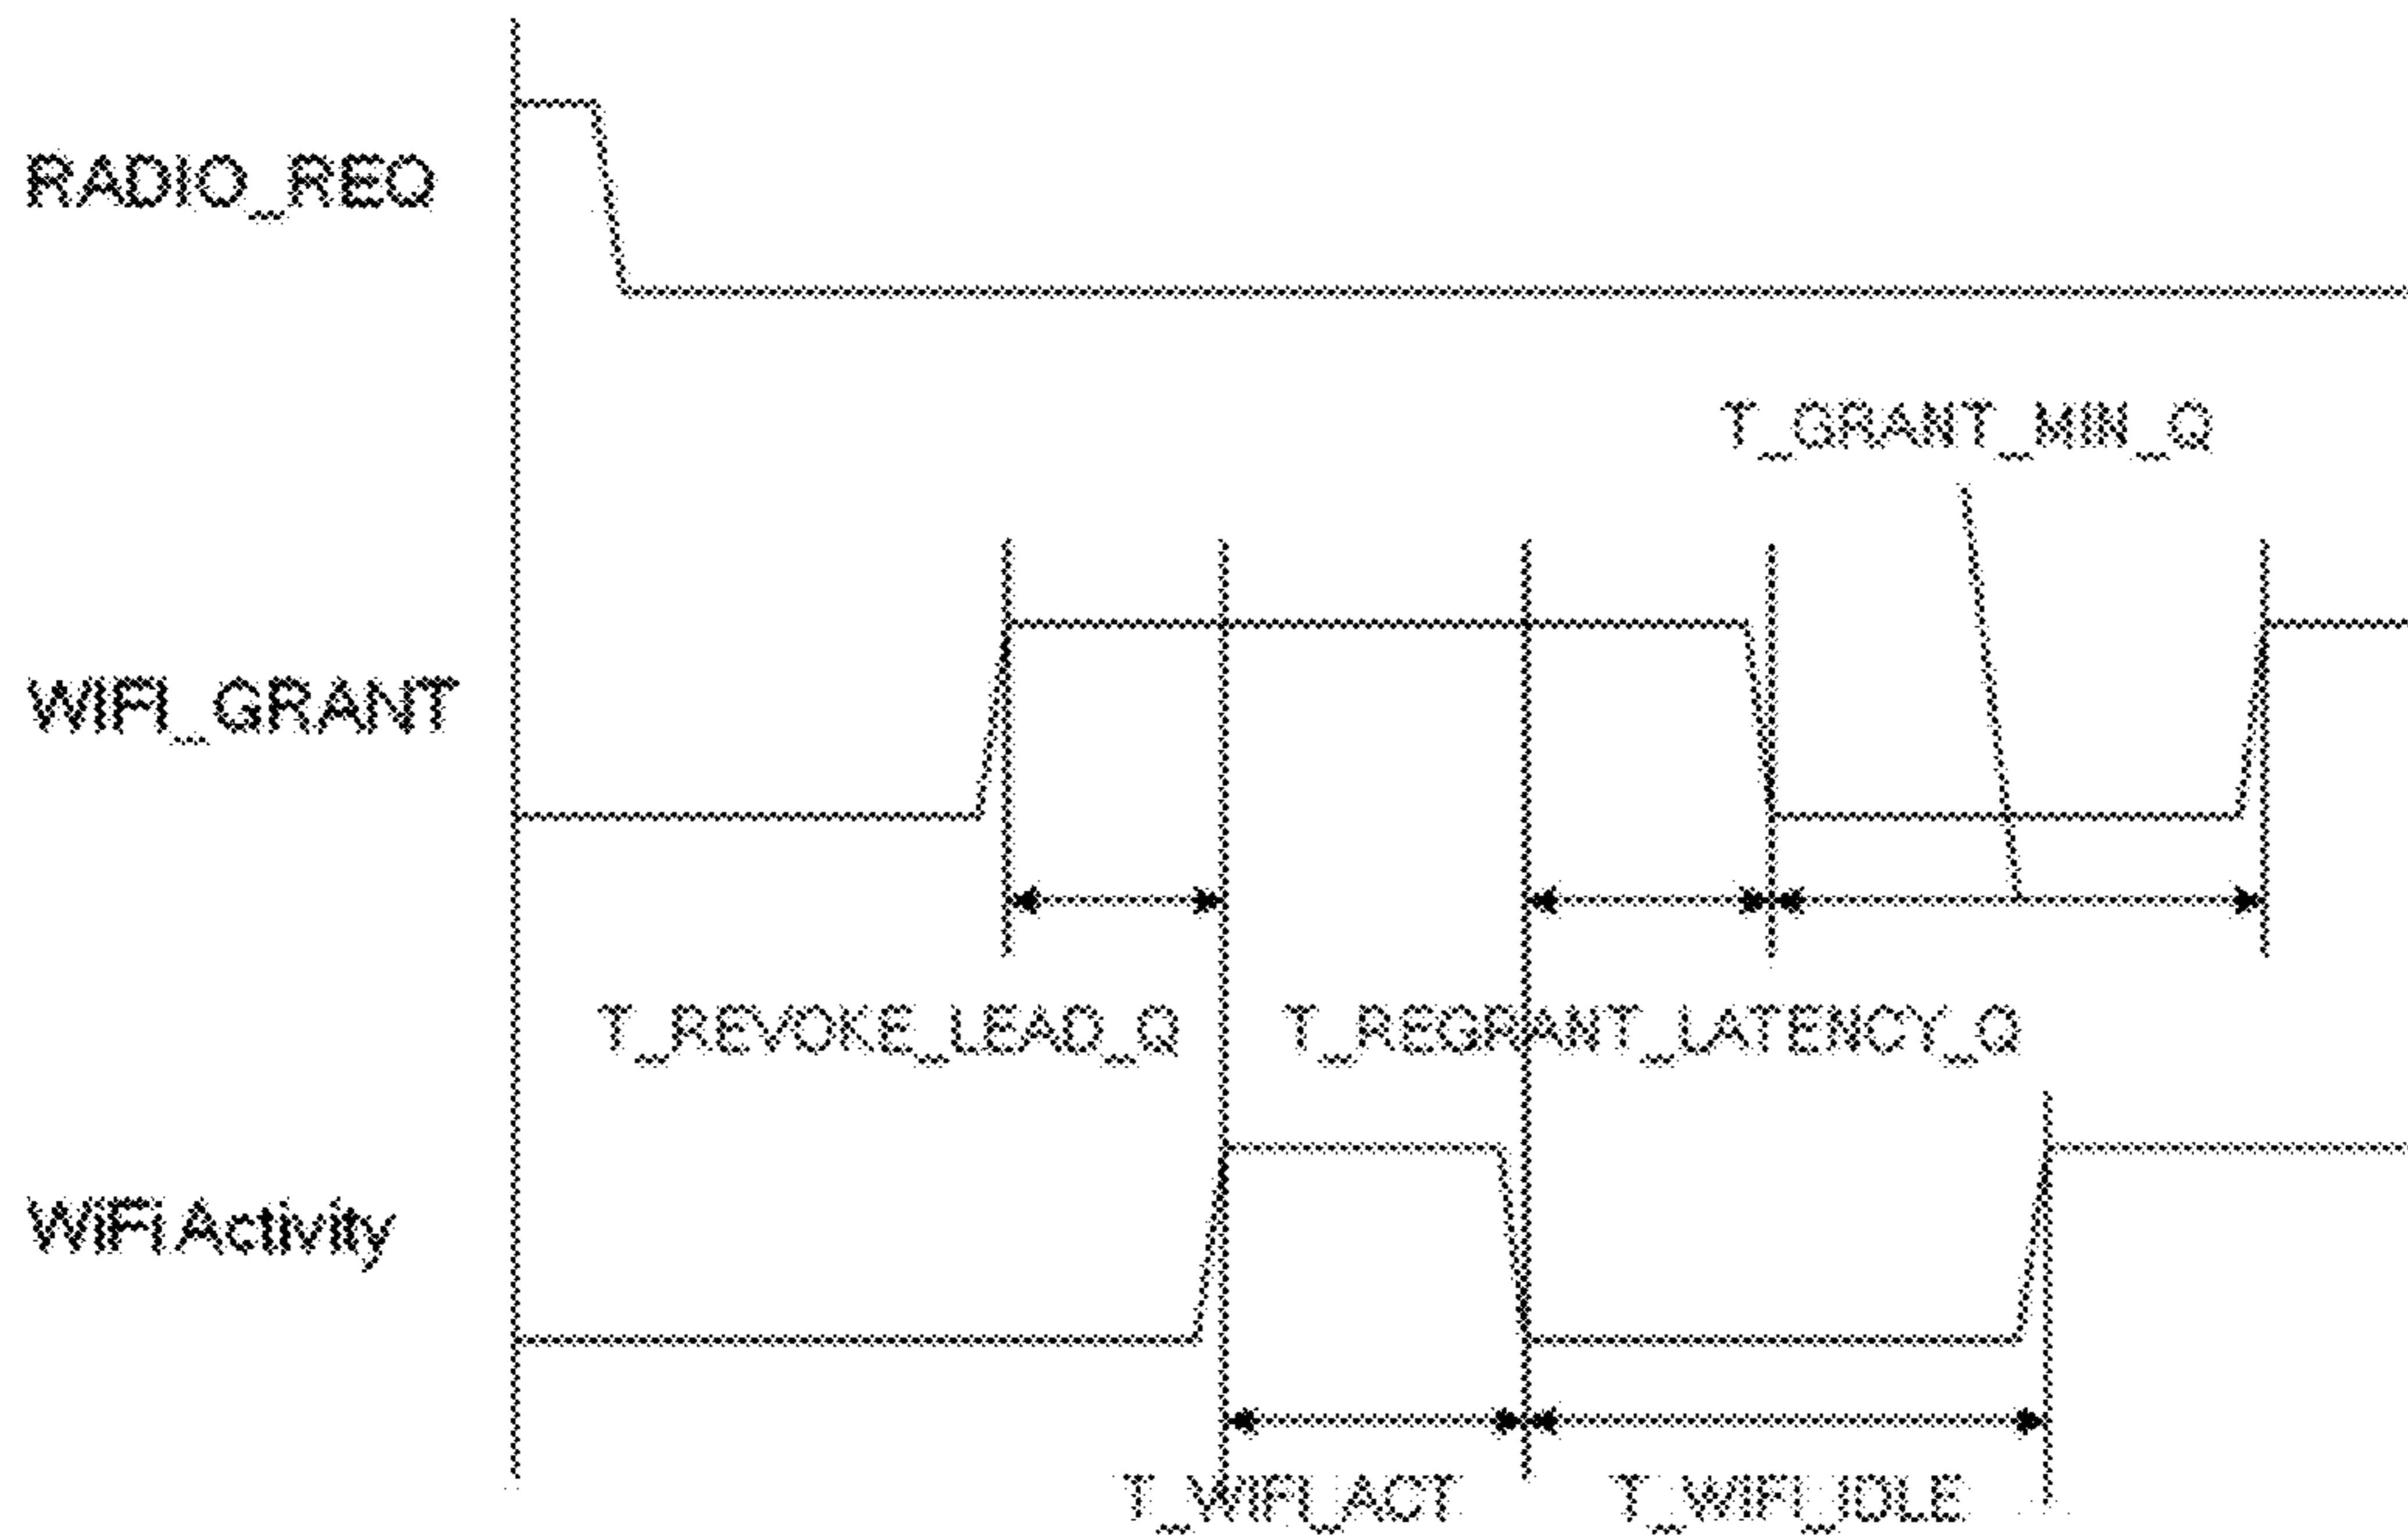 RADIO_REQ
T_GRANT_MIN_Q
WIFI_GRANT
T_REVOKE_LEAD_Q
T_REGRANT_LATENCY_Q
WiFi Activity
T_WIFI_ACT
T_WIFI_IDLE